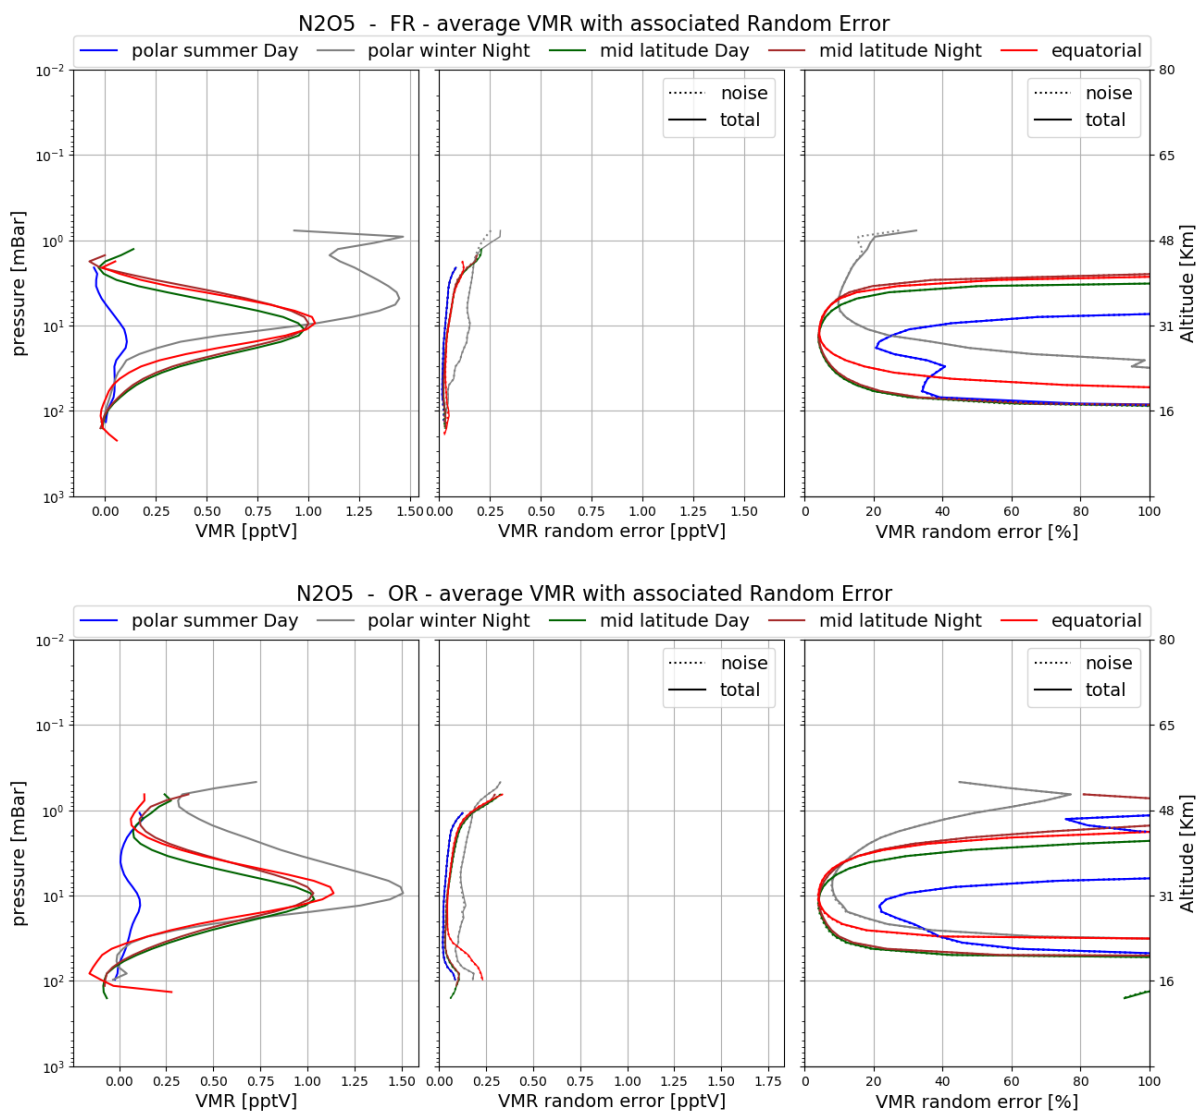 N2O5 - FR - average VMR with associated Random Error
polar summer Day polar winter Night mid latitude Day mid latitude Night equatorial
10⁻² 80
noise noise
total total
10⁻¹ 65
10⁰ 48
10¹ 31
10² 16
10³
pressure [mBar]
Altitude [Km]
0.00 0.25 0.50 0.75 1.00 1.25 1.50 0.00 0.25 0.50 0.75 1.00 1.25 1.50 0 20 40 60 80 100
VMR [pptV] VMR random error [pptV] VMR random error [%]
N2O5 - OR - average VMR with associated Random Error
polar summer Day polar winter Night mid latitude Day mid latitude Night equatorial
10⁻² 80
noise noise
total total
10⁻¹ 65
10⁰ 48
10¹ 31
10² 16
10³
pressure [mBar]
Altitude [Km]
0.00 0.25 0.50 0.75 1.00 1.25 1.50 0.00 0.25 0.50 0.75 1.00 1.25 1.50 1.75 0 20 40 60 80 100
VMR [pptV] VMR random error [pptV] VMR random error [%]